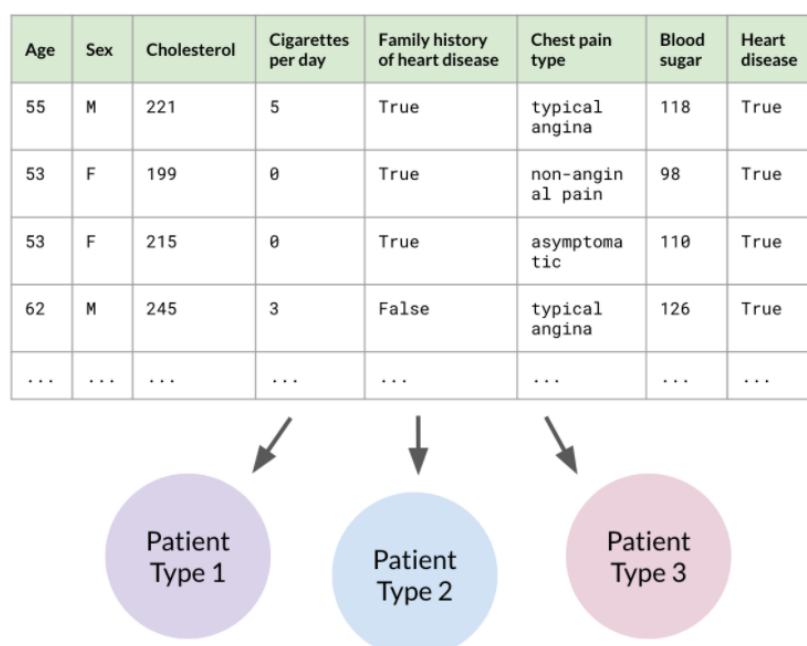 Age Sex Cholesterol Cigarettes per day Family history of heart disease Chest pain type Blood sugar Heart disease
55 M 221 5 True typical angina 118 True
53 F 199 0 True non-angin al pain 98 True
53 F 215 0 True asymptoma tic 110 True
62 M 245 3 False typical angina 126 True
... ... ... ... ... ... ... ...
Patient
Type 1
Patient
Type 2
Patient
Type 3